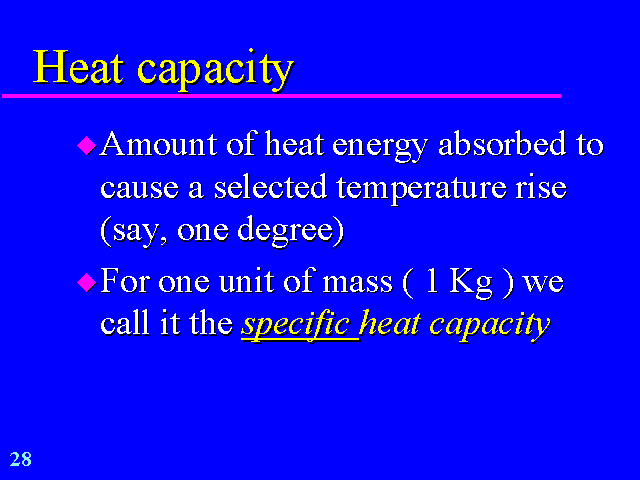 Heat capacity
Amount of heat energy absorbed to
cause a selected temperature rise
(say, one degree)
For one unit of mass ( 1 Kg ) we
call it the specific heat capacity
28